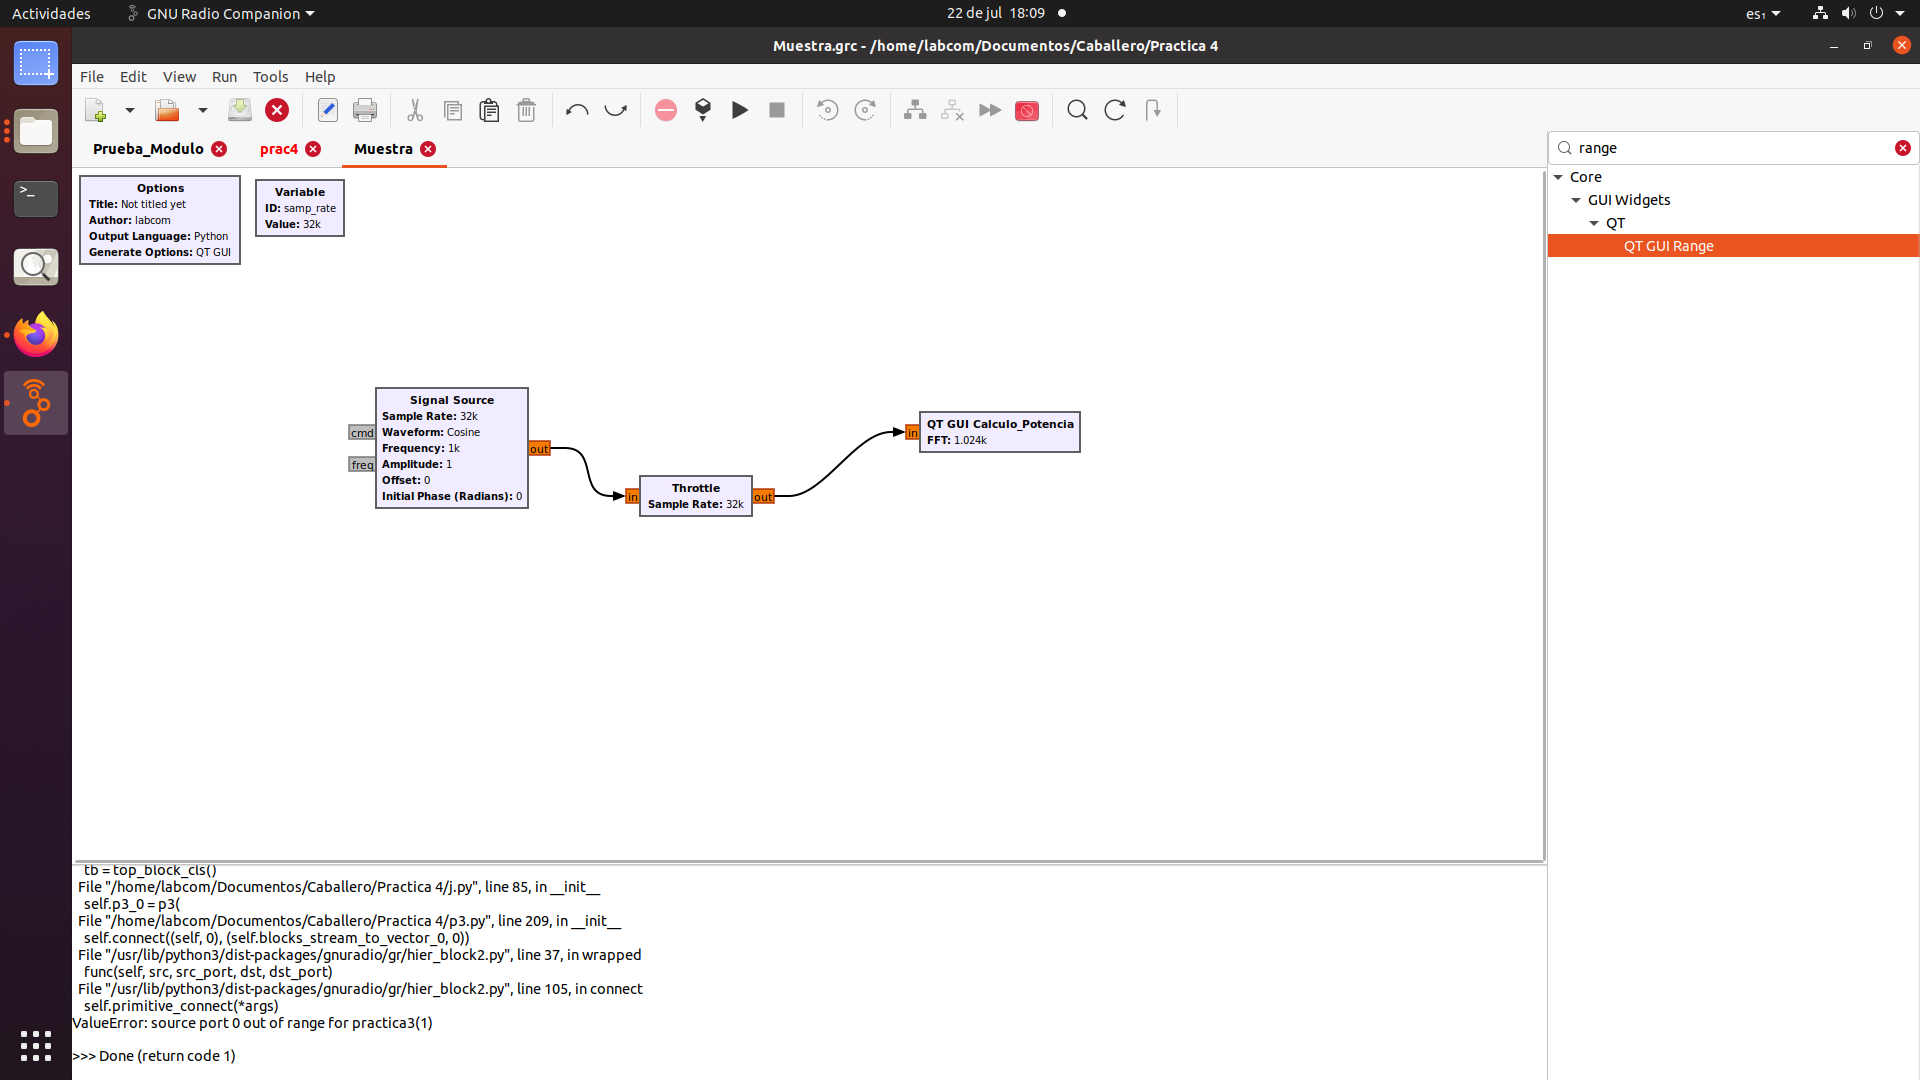 Actividades
GNU Radio Companion
22 de jul 18:09
es₁
Muestra.grc - /home/labcom/Documentos/Caballero/Practica 4
File Edit View Run Tools Help
Prueba_Modulo
prac4
Muestra
range
Core
GUI Widgets
QT
QT GUI Range
Options
Title: Not titled yet
Author: labcom
Output Language: Python
Generate Options: QT GUI
Variable
ID: samp_rate
Value: 32k
cmd
freq
Signal Source
Sample Rate: 32k
Waveform: Cosine
Frequency: 1k
Amplitude: 1
Offset: 0
Initial Phase (Radians): 0
out
in
Throttle
Sample Rate: 32k
out
in
QT GUI Calculo_Potencia
FFT: 1.024k
tb = top_block_cls()
File "/home/labcom/Documentos/Caballero/Practica 4/j.py", line 85, in __init__
self.p3_0 = p3(
File "/home/labcom/Documentos/Caballero/Practica 4/p3.py", line 209, in __init__
self.connect((self, 0), (self.blocks_stream_to_vector_0, 0))
File "/usr/lib/python3/dist-packages/gnuradio/gr/hier_block2.py", line 37, in wrapped
func(self, src, src_port, dst, dst_port)
File "/usr/lib/python3/dist-packages/gnuradio/gr/hier_block2.py", line 105, in connect
self.primitive_connect(*args)
ValueError: source port 0 out of range for practica3(1)
>>> Done (return code 1)